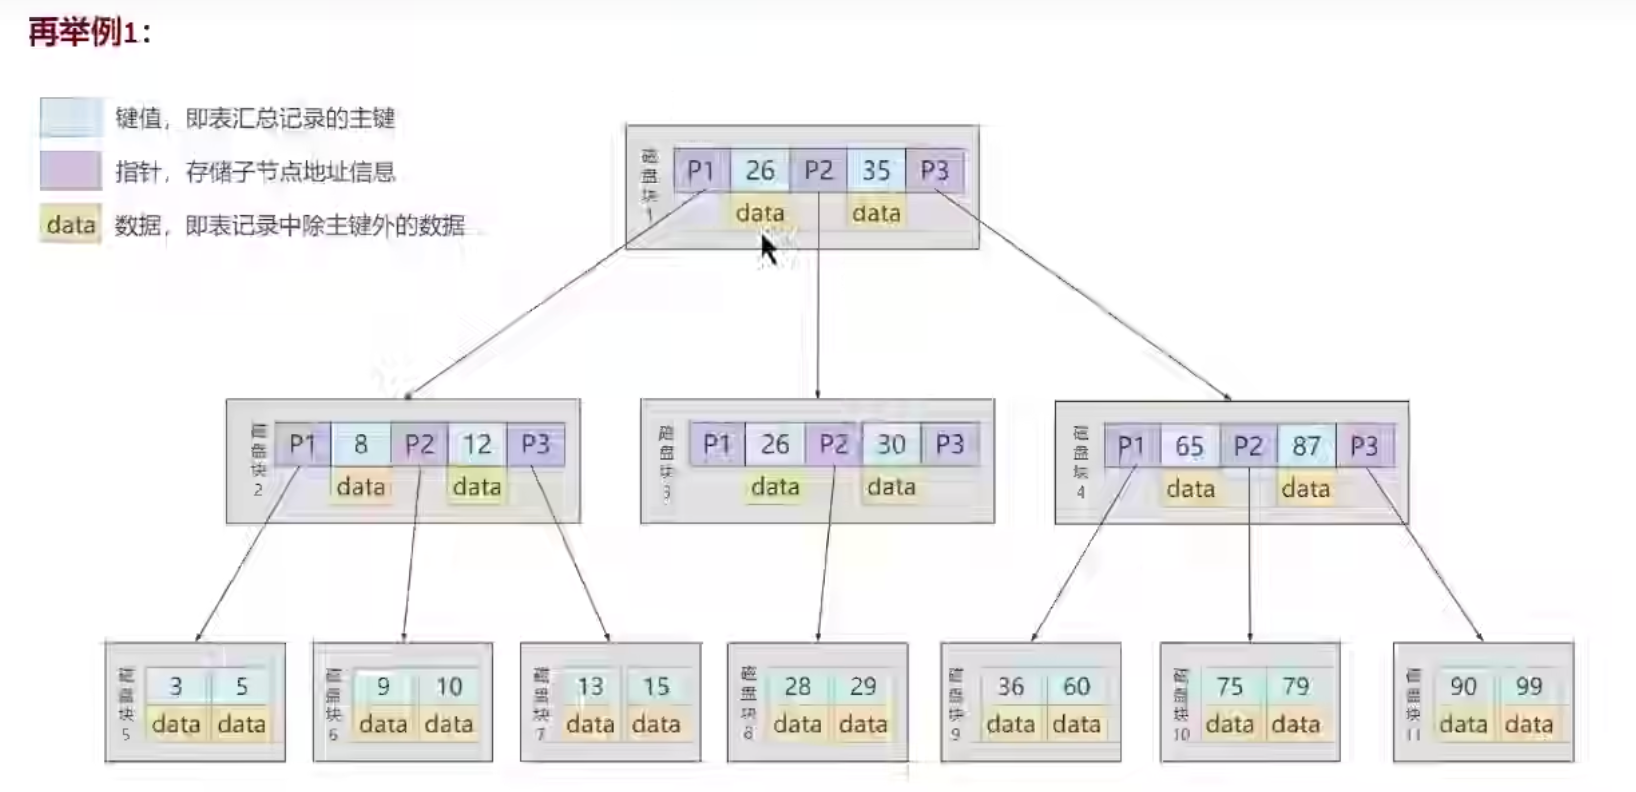 再举例1：
键值，即表汇总记录的主键
指针，存储子节点地址信息
data 数据，即表记录中除主键外的数据
磁盘块1
P1 26 P2 35 P3
data data
磁盘块2
P1 8 P2 12 P3
data data
磁盘块3
P1 26 P2 30 P3
data data
磁盘块4
P1 65 P2 87 P3
data data
磁盘块5
3 5
data data
磁盘块6
9 10
data data
磁盘块7
13 15
data data
磁盘块8
28 29
data data
磁盘块9
36 60
data data
磁盘块10
75 79
data data
磁盘块11
90 99
data data